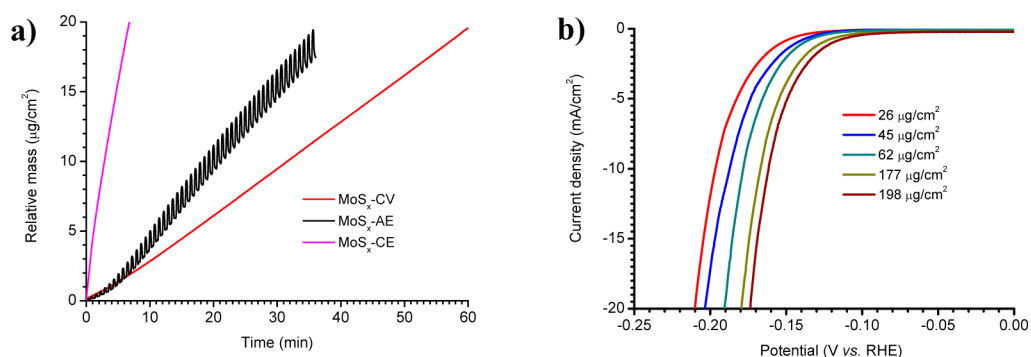 a)
Relative mass (μg/cm²)
20
15
10
5
0
MoSₓ-CV
MoSₓ-AE
MoSₓ-CE
0 10 20 30 40 50 60
Time (min)
b)
Current density (mA/cm²)
0
-5
-10
-15
-20
26 μg/cm²
45 μg/cm²
62 μg/cm²
177 μg/cm²
198 μg/cm²
-0.25 -0.20 -0.15 -0.10 -0.05 0.00
Potential (V vs. RHE)